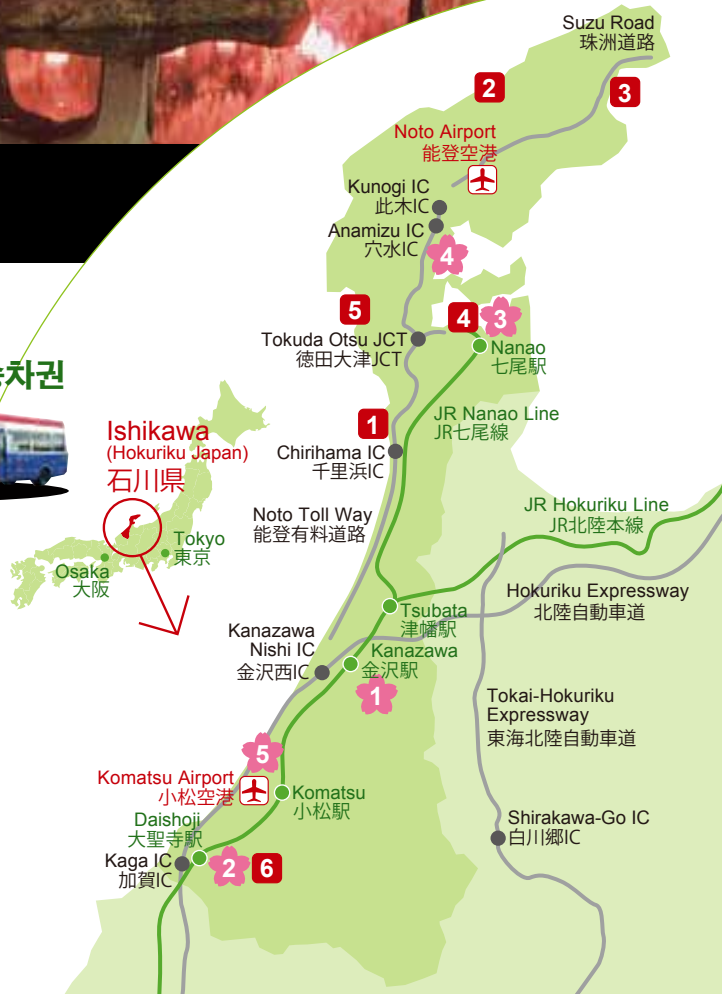 Suzu Road
珠洲道路
2
3
Noto Airport
能登空港
Kunogi IC
此木IC
Anamizu IC
穴水IC
4
5
4
3
Tokuda Otsu JCT
徳田大津JCT
Nanao
七尾駅
차권
JR Nanao Line
JR七尾線
1
Chirihama IC
千里浜IC
Ishikawa
(Hokuriku Japan)
石川県
Tokyo
東京
Osaka
大阪
Noto Toll Way
能登有料道路
JR Hokuriku Line
JR北陸本線
Hokuriku Expressway
北陸自動車道
Tsubata
津幡駅
Kanazawa
Nishi IC
金沢西IC
Kanazawa
金沢駅
1
Tokai-Hokuriku
Expressway
東海北陸自動車道
5
Komatsu Airport
小松空港
Komatsu
小松駅
Daishoji
大聖寺駅
Shirakawa-Go IC
白川郷IC
Kaga IC
加賀IC
2
6